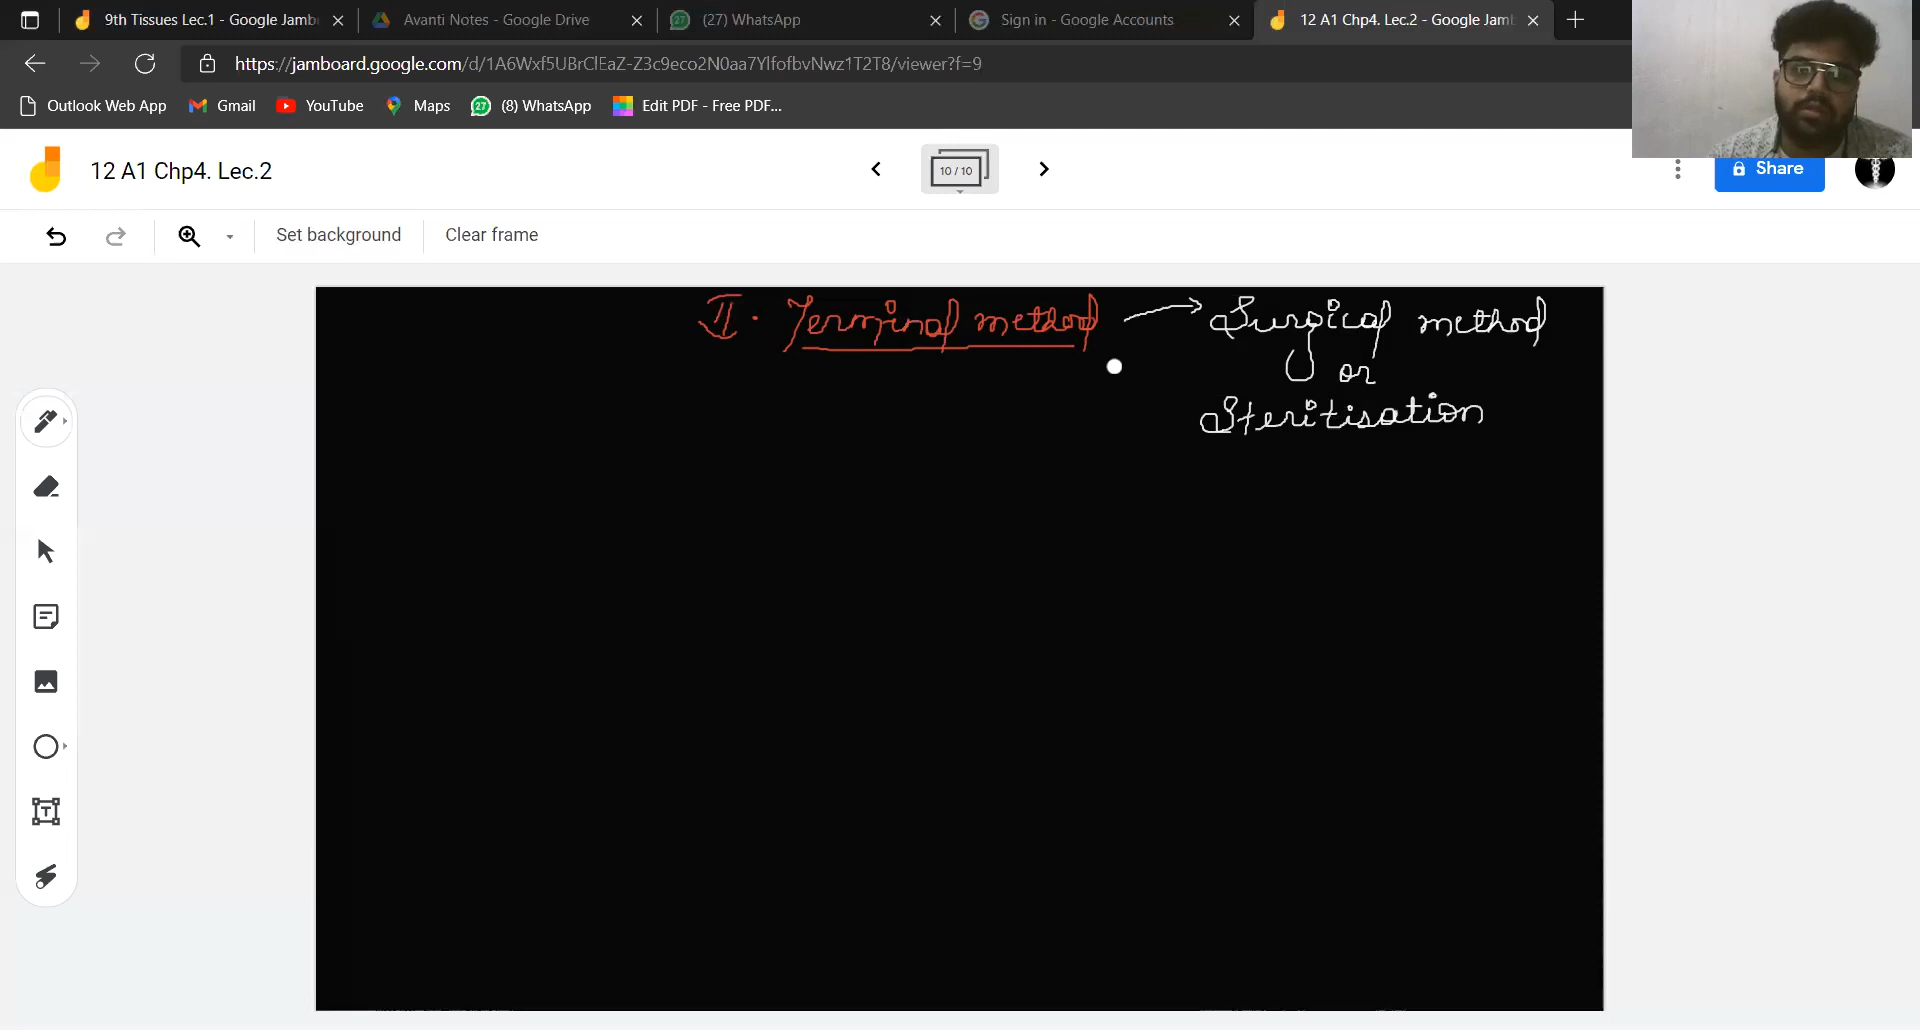 9th Tissues Lec.1 - Google Jamb
Avanti Notes - Google Drive
(27) WhatsApp
Sign in - Google Accounts
12 A1 Chp4. Lec.2 - Google Jamb
https://jamboard.google.com/d/1A6Wxf5UBrClEaZ-Z3c9eco2N0aa7YlfofbvNwz1T2T8/viewer?f=9
Outlook Web App
Gmail
YouTube
Maps
27
(8) WhatsApp
Edit PDF - Free PDF...
12 A1 Chp4. Lec.2
10 / 10
Share
Set background
Clear frame
II. Terminal method → Surgical method
or
Steritisation